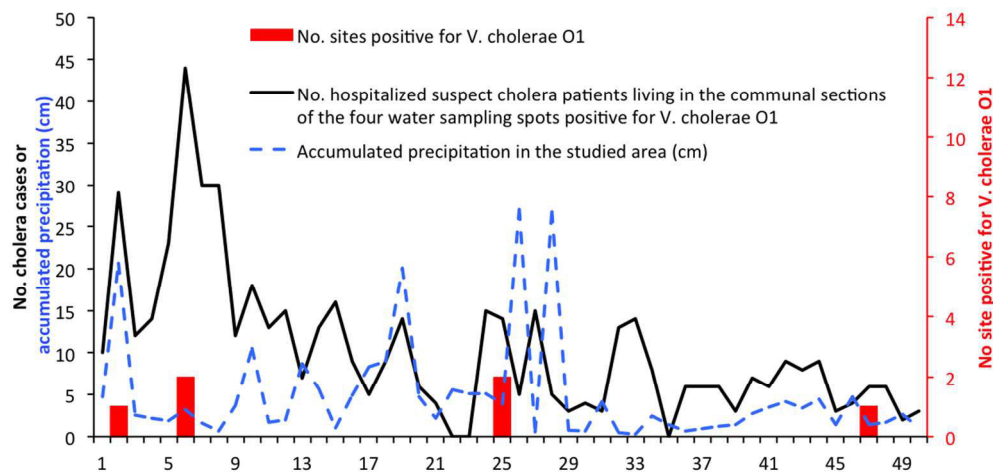 50
45
40
35
30
25
20
15
10
5
0
No. cholera cases or
accumulated precipitation (cm)
No. sites positive for V. cholerae O1
No. hospitalized suspect cholera patients living in the communal sections
of the four water sampling spots positive for V. cholerae O1
Accumulated precipitation in the studied area (cm)
14
12
10
8
6
4
2
0
No site positive for V. cholerae O1
1 5 9 13 17 21 25 29 33 37 41 45 49